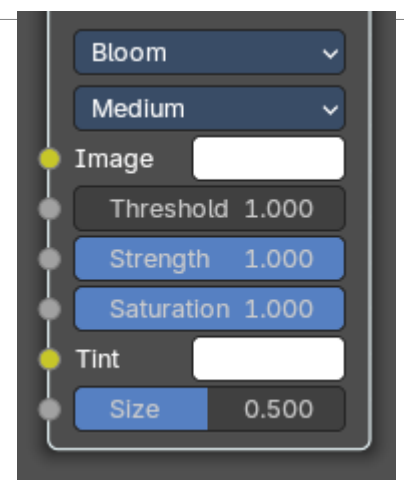 Bloom
Medium
Image
Threshold 1.000
Strength 1.000
Saturation 1.000
Tint
Size 0.500